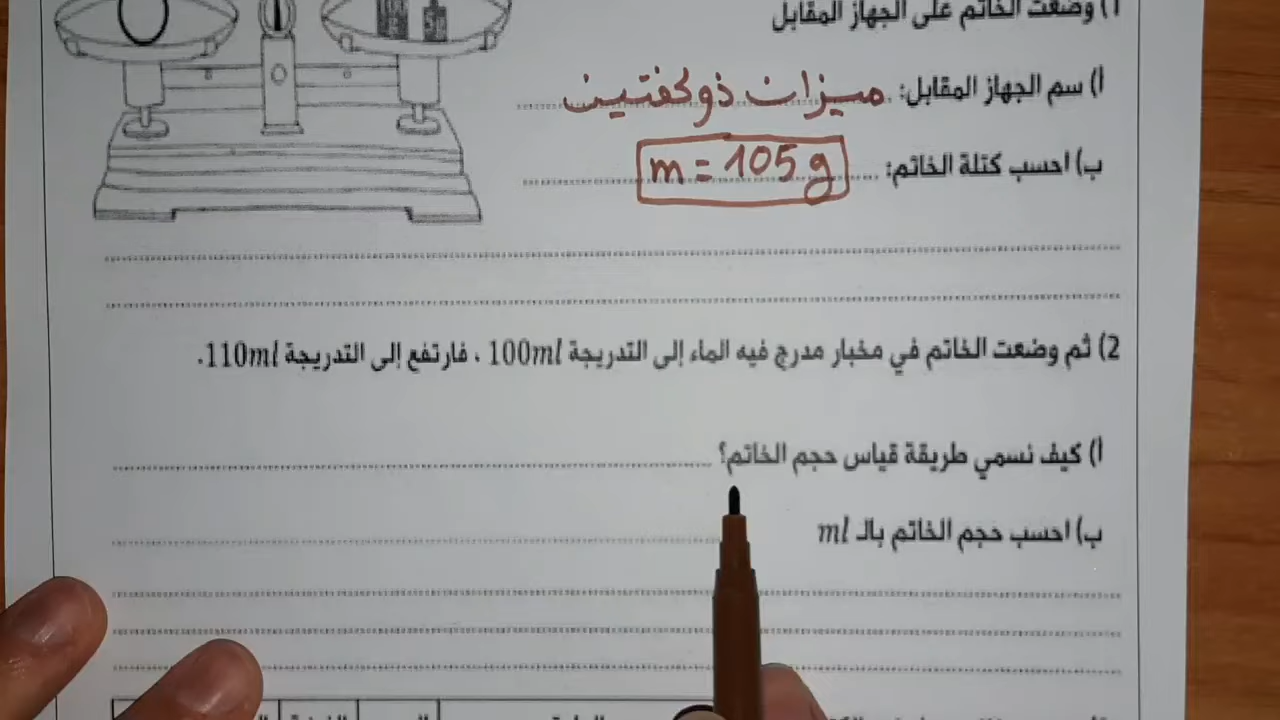 1) وضعت الخاتم على الجهاز المقابل
أ) سم الجهاز المقابل: ميزان ذو كفتين
ب) احسب كتلة الخاتم: m = 105 g
2) ثم وضعت الخاتم في مخبار مدرج فيه الماء إلى التدريجة 100ml ، فارتفع إلى التدريجة 110ml.
أ) كيف نسمي طريقة قياس حجم الخاتم؟
ب) احسب حجم الخاتم بالـ ml